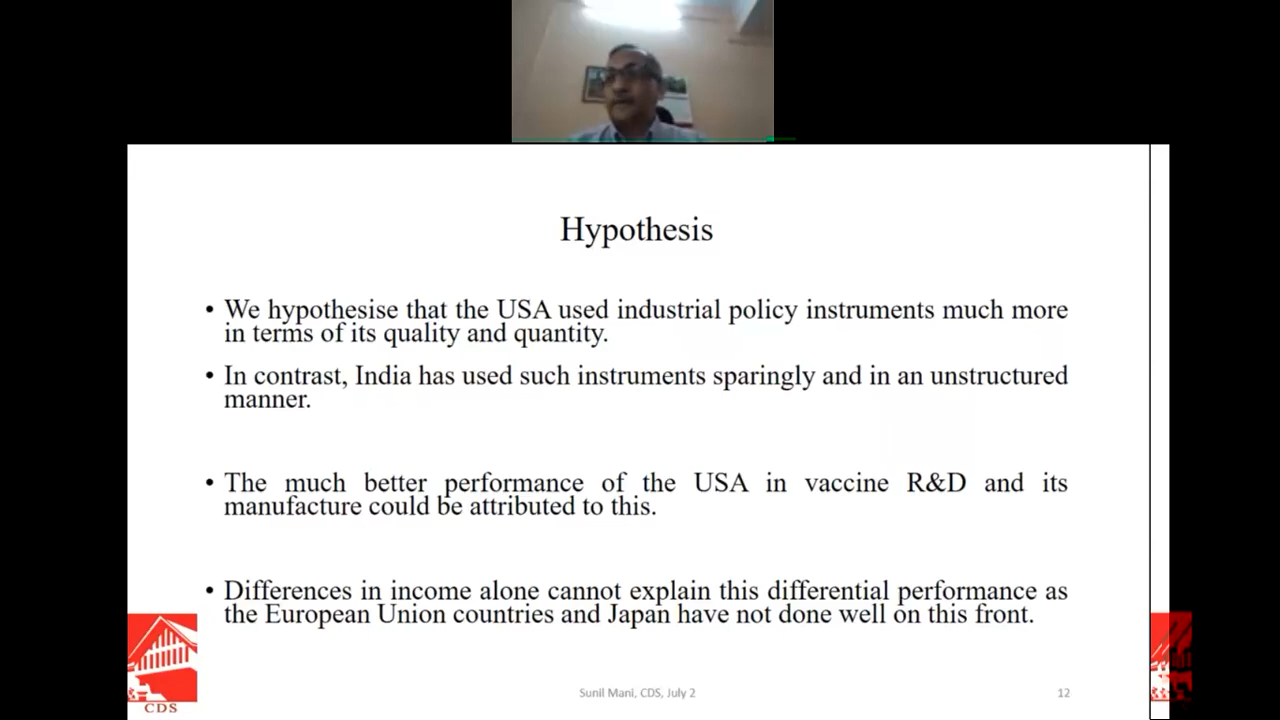 Hypothesis
• We hypothesise that the USA used industrial policy instruments much more
in terms of its quality and quantity.
• In contrast, India has used such instruments sparingly and in an unstructured
manner.
• The much better performance of the USA in vaccine R&D and its
manufacture could be attributed to this.
• Differences in income alone cannot explain this differential performance as
the European Union countries and Japan have not done well on this front.
CDS
Sunil Mani, CDS, July 2
12